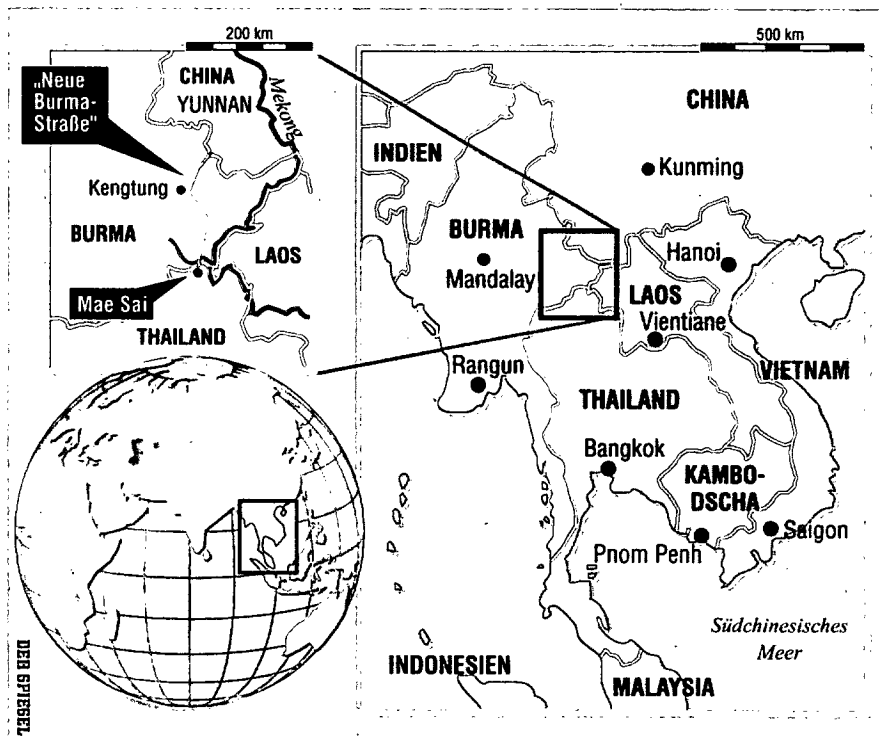 200 km
500 km
„Neue
Burma-
Straße"
CHINA
YUNNAN
Mekong
Kengtung
BURMA
LAOS
Mae Sai
THAILAND
CHINA
INDIEN
Kunming
BURMA
Mandalay
Hanoi
LAOS
Vientiane
Rangun
VIETNAM
THAILAND
Bangkok
KAMBO-
DSCHA
Pnom Penh
Saigon
Südchinesisches
Meer
INDONESIEN
MALAYSIA
DER SPIEGEL